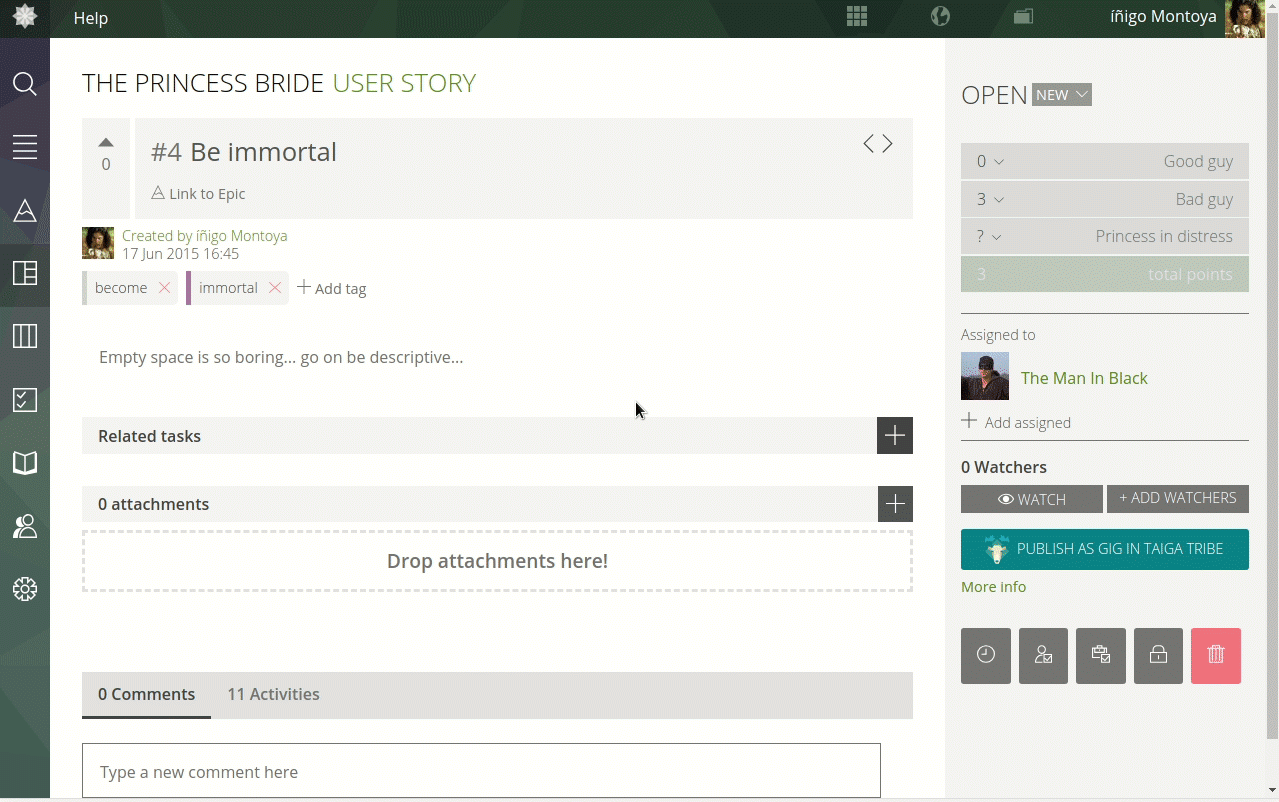 Help
íñigo Montoya
THE PRINCESS BRIDE USER STORY
0
#4 Be immortal
Link to Epic
Created by íñigo Montoya
17 Jun 2015 16:45
become
immortal
Add tag
Empty space is so boring... go on be descriptive...
Related tasks
0 attachments
Drop attachments here!
0 Comments
11 Activities
Type a new comment here
OPEN NEW
0 Good guy
3 Bad guy
? Princess in distress
3 total points
Assigned to
The Man In Black
Add assigned
0 Watchers
WATCH
+ ADD WATCHERS
PUBLISH AS GIG IN TAIGA TRIBE
More info